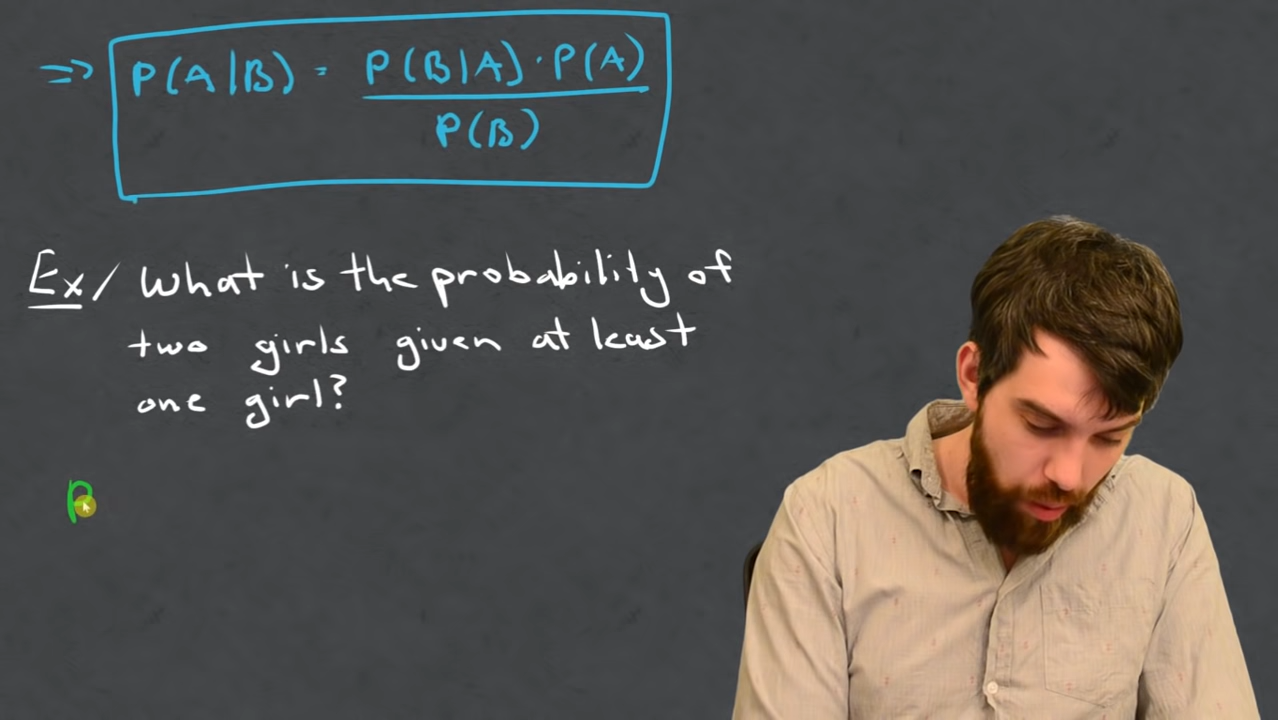 => P(A|B) = P(B|A)·P(A)
P(B)
Ex/ What is the probability of
two girls given at least
one girl?
P